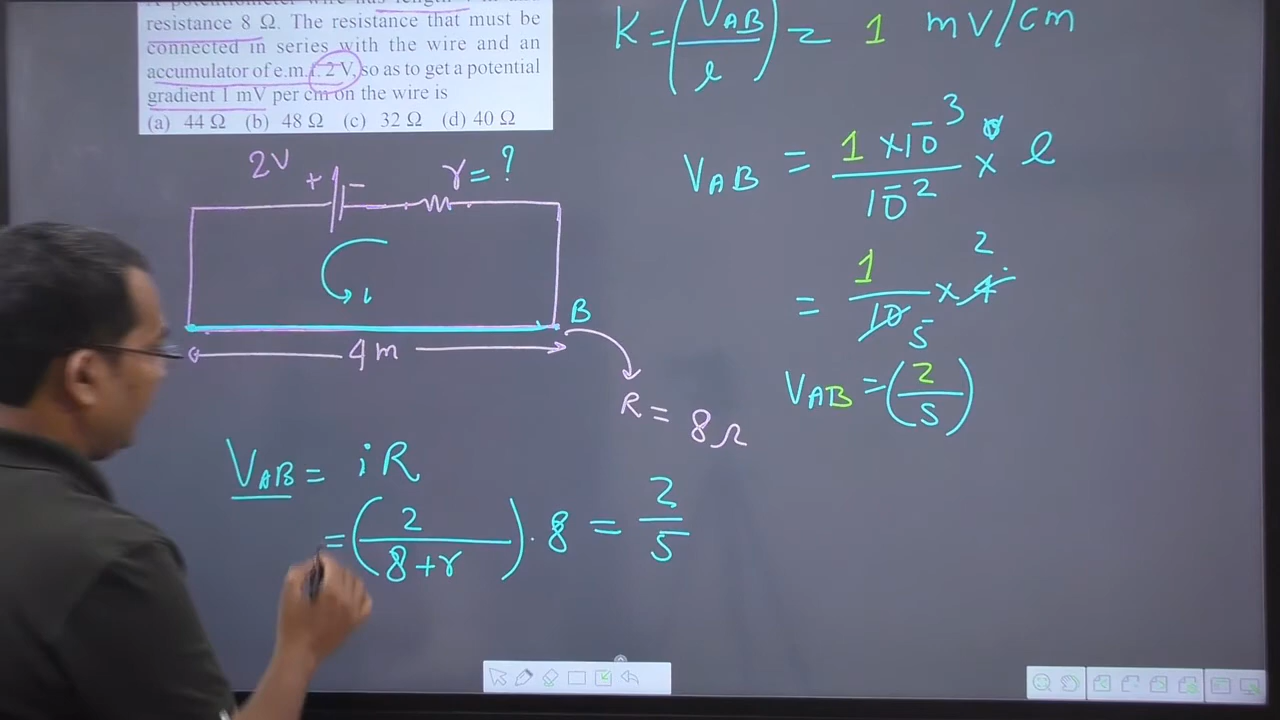 resistance 8 Ω. The resistance that must be
connected in series with the wire and an
accumulator of e.m.f. 2 V, so as to get a potential
gradient 1 mV per cm on the wire is
(a) 44 Ω (b) 48 Ω (c) 32 Ω (d) 40 Ω
K = (VAB / l) = 1 mV/cm
VAB = 1 × 10⁻³ / 10⁻² × l
= 1 / 10 5 × 4 2
VAB = (2 / 5)
2V + − r = ?
i
B
4 m
R = 8 Ω
VAB = iR
= (2 / 8 + r) · 8 = 2 / 5